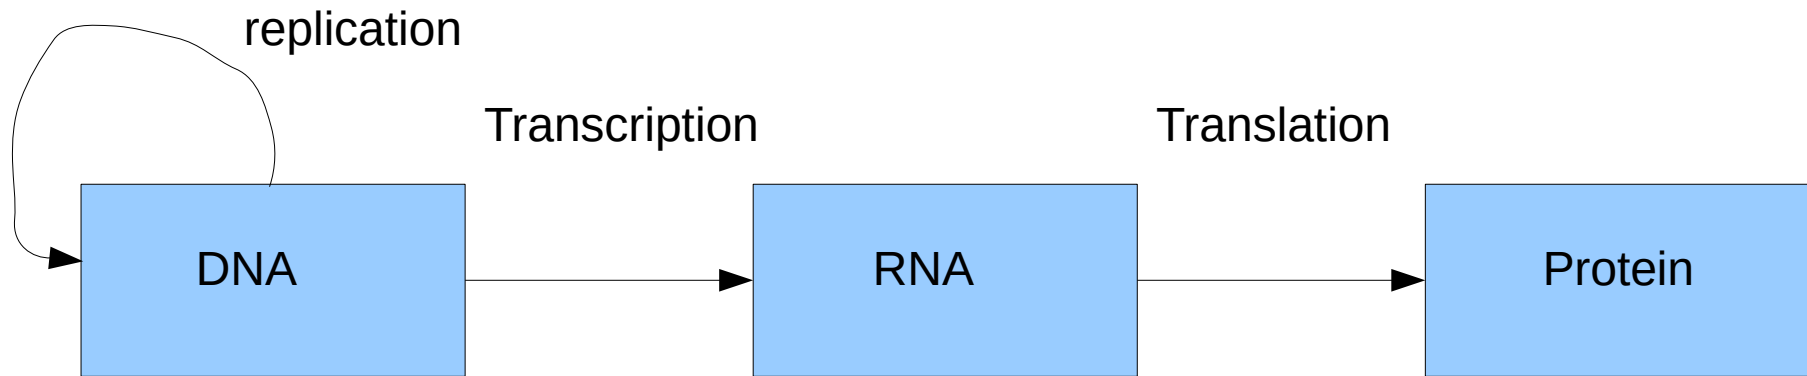 replication
Transcription
Translation
DNA
RNA
Protein